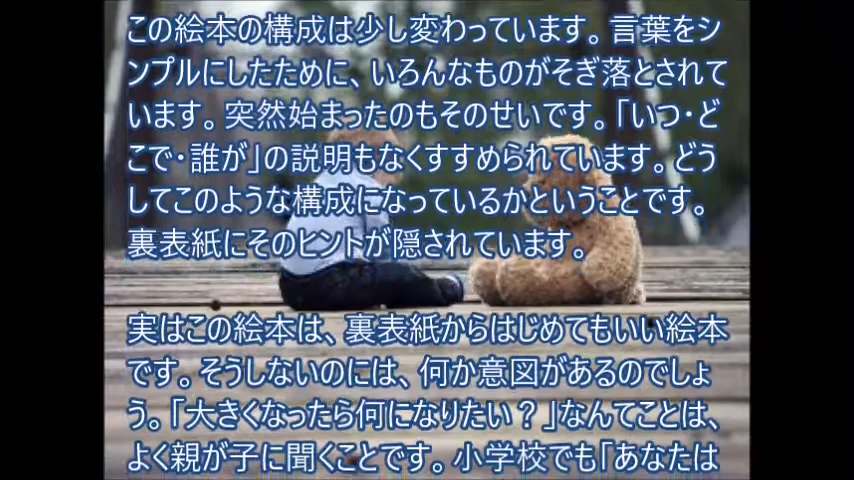 この絵本の構成は少し変わっています。言葉をシ
ンプルにしたために、いろんなものがそぎ落とされて
います。突然始まったのもそのせいです。「いつ・ど
こで・誰が」の説明もなくすすめられています。どう
してこのような構成になっているかということです。
裏表紙にそのヒントが隠されています。
実はこの絵本は、裏表紙からはじめてもいい絵本
です。そうしないのには、何か意図があるのでしょ
う。「大きくなったら何になりたい？」なんてことは、
よく親が子に聞くことです。小学校でも「あなたは